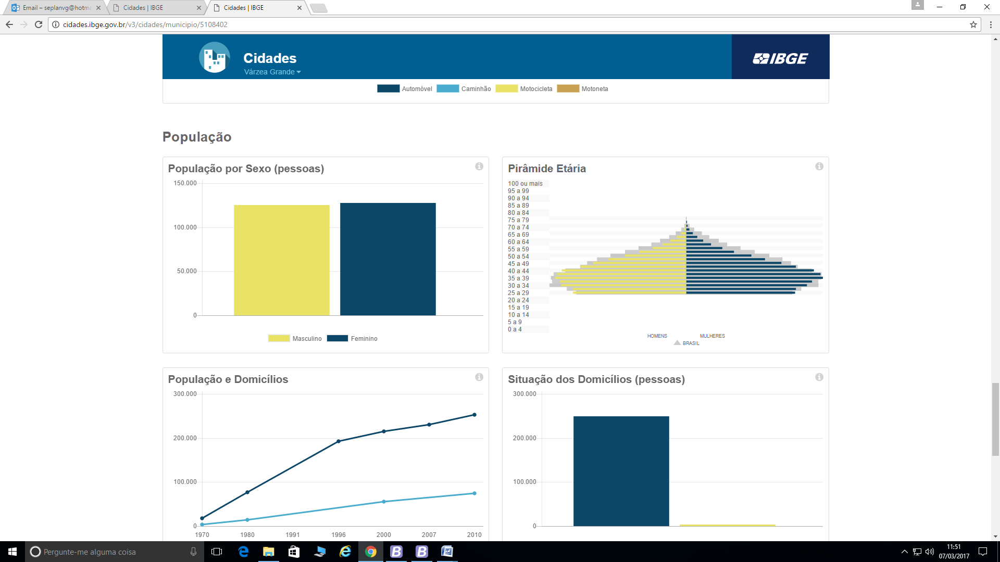 Email – seplanvg@hotma
Cidades | IBGE
Cidades | IBGE
cidades.ibge.gov.br/v3/cidades/municipio/5108402
Cidades
Várzea Grande
IBGE
Automóvel Caminhão Motocicleta Motoneta
População
População por Sexo (pessoas)
150.000
100.000
50.000
0
Masculino Feminino
Pirâmide Etária
100 ou mais
95 a 99
90 a 94
85 a 89
80 a 84
75 a 79
70 a 74
65 a 69
60 a 64
55 a 59
50 a 54
45 a 49
40 a 44
35 a 39
30 a 34
25 a 29
20 a 24
15 a 19
10 a 14
5 a 9
0 a 4
HOMENS MULHERES
BRASIL
População e Domicílios
300.000
200.000
100.000
0
1970 1980 1991 1996 2000 2007 2010
Situação dos Domicílios (pessoas)
300.000
200.000
100.000
0
Pergunte-me alguma coisa
11:51
07/03/2017